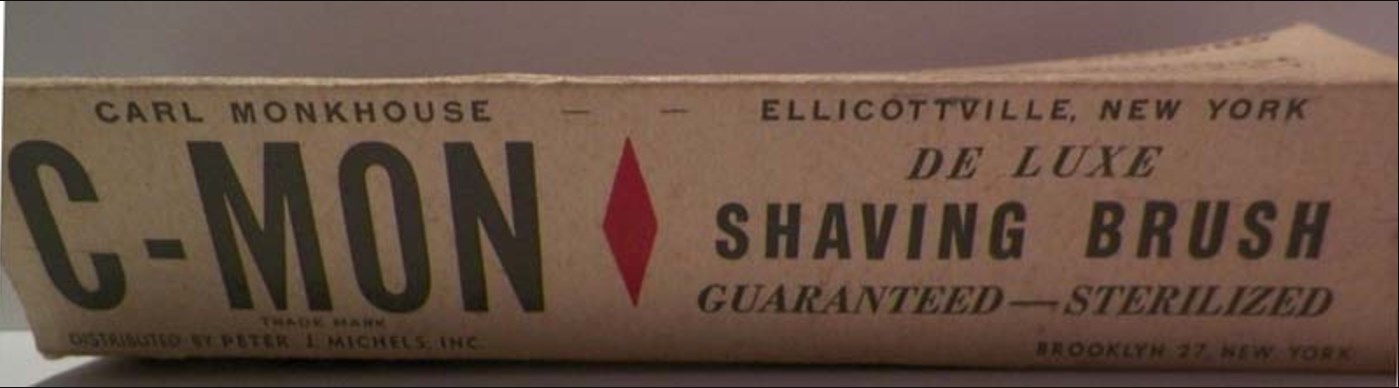 CARL MONKHOUSE — — ELLICOTTVILLE, NEW YORK
C-MON
TRADE MARK
DE LUXE
SHAVING BRUSH
GUARANTEED—STERILIZED
DISTRIBUTED BY PETER J. MICHELS, INC. BROOKLYN 27, NEW YORK